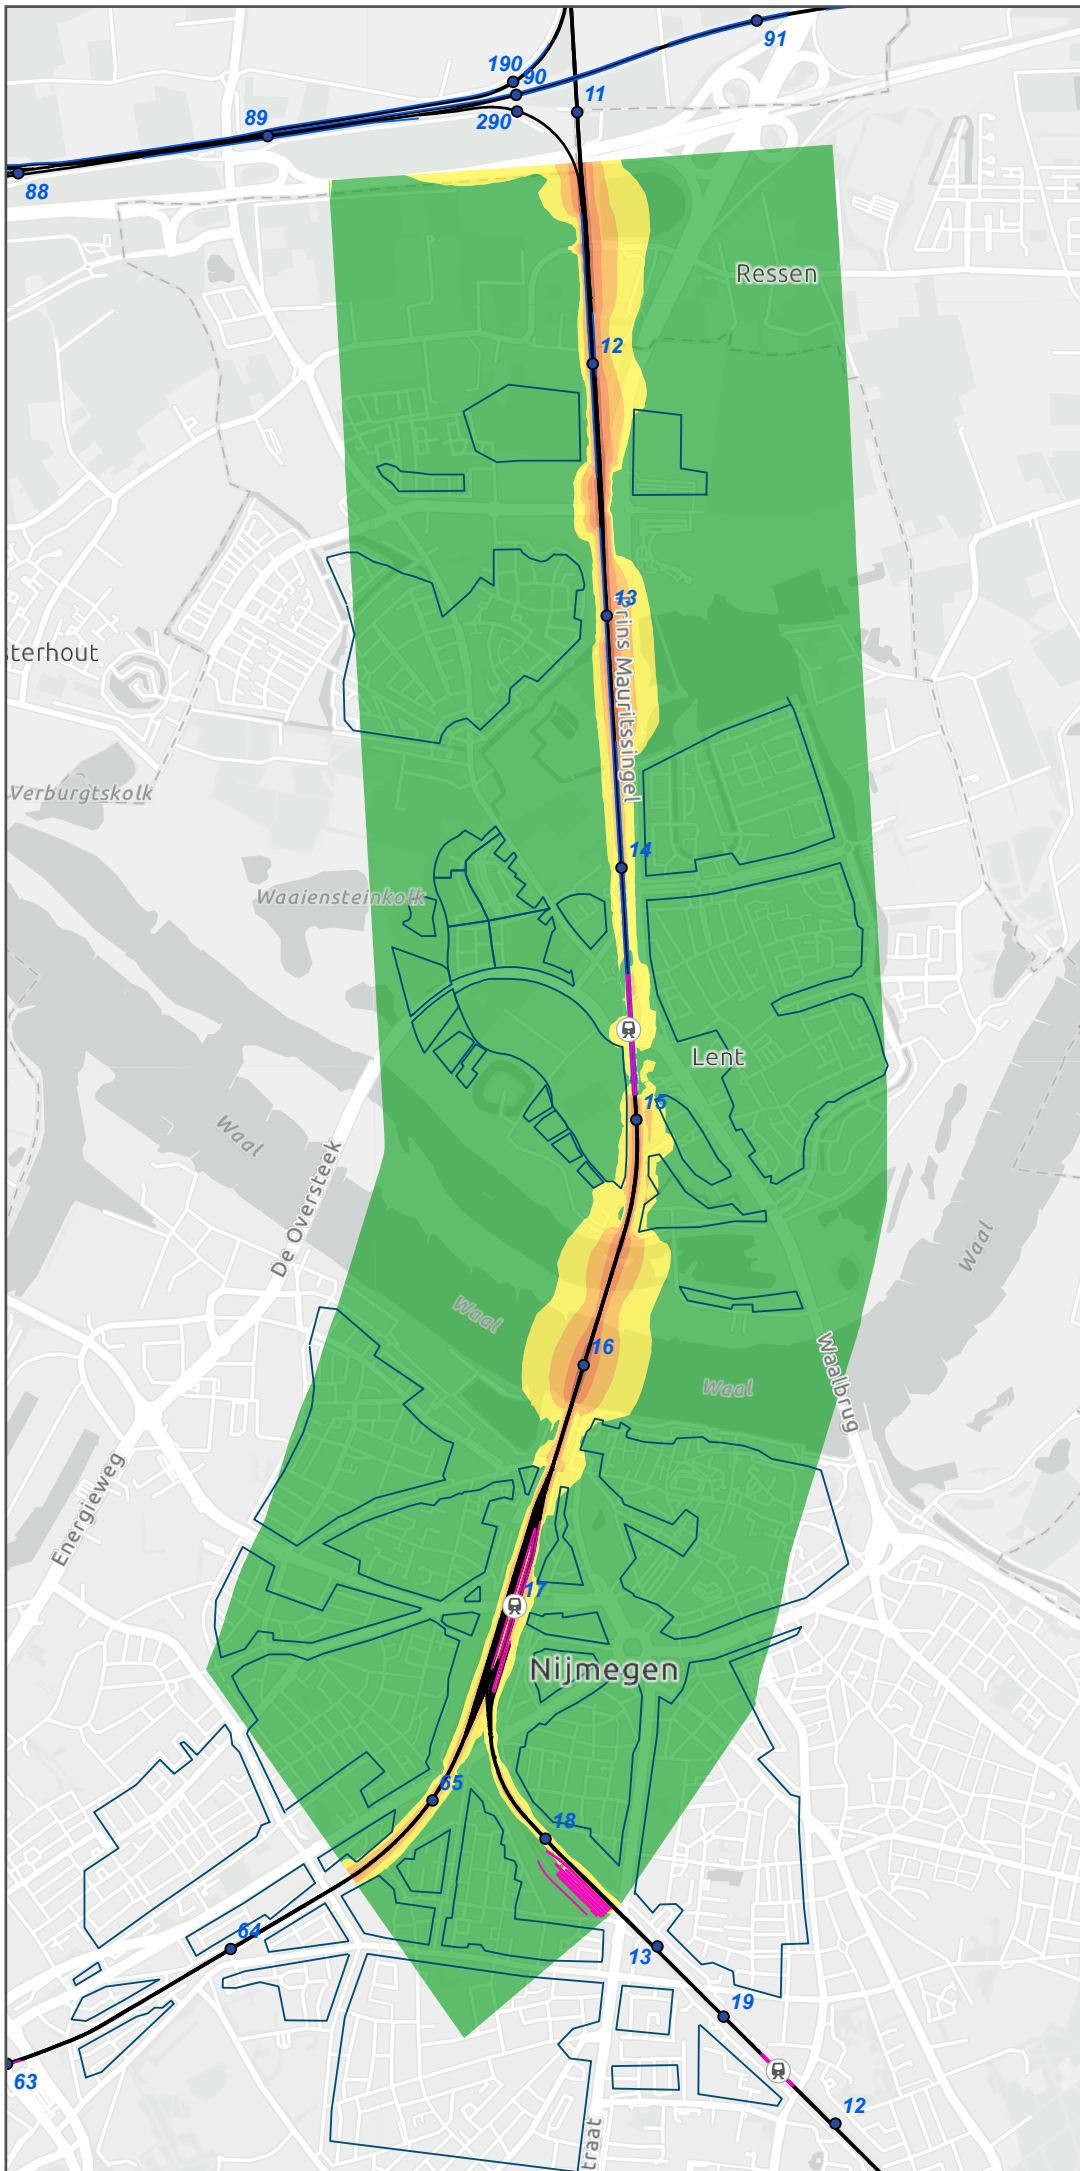 91
190
90
11
89
290
88
Ressen
12
13
Prins Mauritssingel
sterhout
Verburgtskolk
14
Waaiensteinkolk
Lent
15
Waal
De Oversteek
Waal
Waal
16
Waalbrug
Waal
Energieweg
17
Nijmegen
65
18
64
13
19
63
12
traat